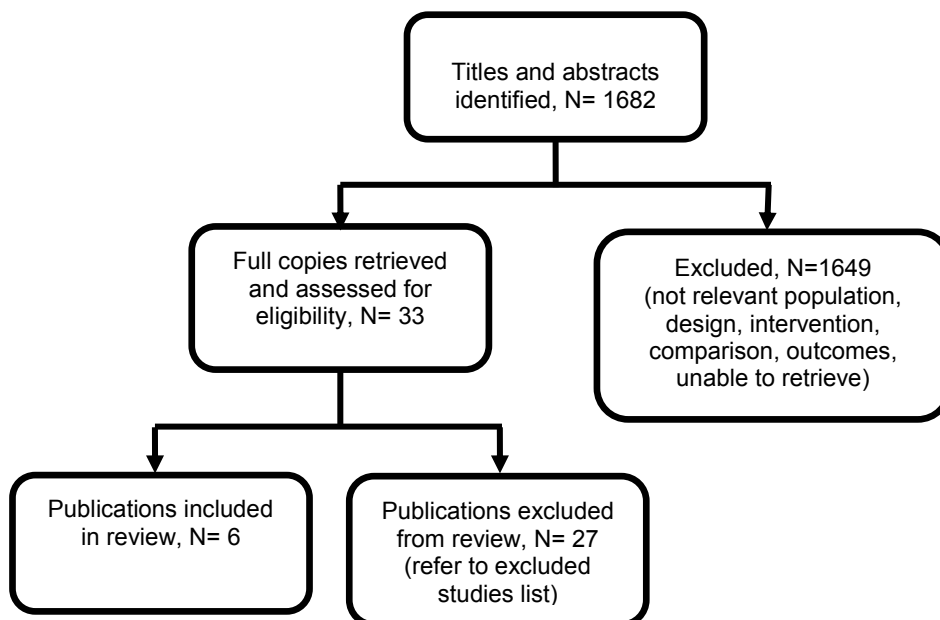 Titles and abstracts
identified, N= 1682
Full copies retrieved
and assessed for
eligibility, N= 33
Excluded, N=1649
(not relevant population,
design, intervention,
comparison, outcomes,
unable to retrieve)
Publications included
in review, N= 6
Publications excluded
from review, N= 27
(refer to excluded
studies list)